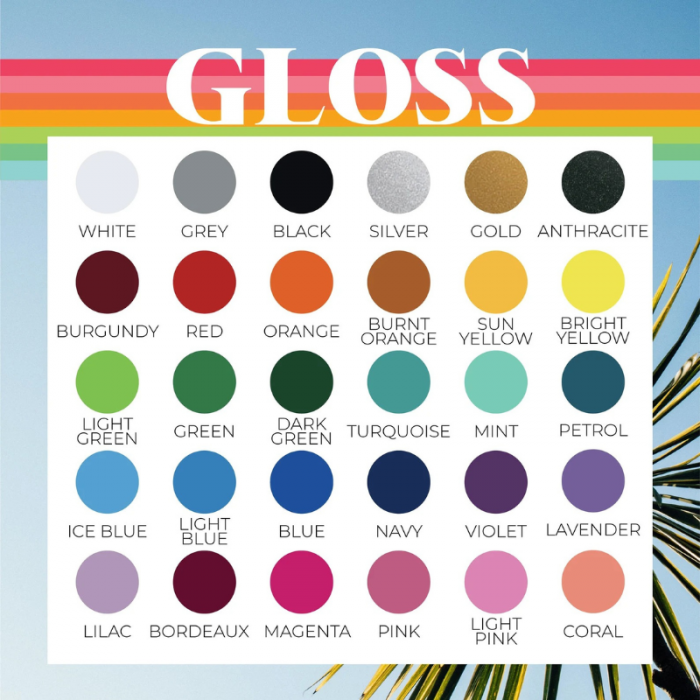 GLOSS
WHITE GREY BLACK SILVER GOLD ANTHRACITE
BURGUNDY RED ORANGE BURNT ORANGE SUN YELLOW BRIGHT YELLOW
LIGHT GREEN GREEN DARK GREEN TURQUOISE MINT PETROL
ICE BLUE LIGHT BLUE BLUE NAVY VIOLET LAVENDER
LILAC BORDEAUX MAGENTA PINK LIGHT PINK CORAL